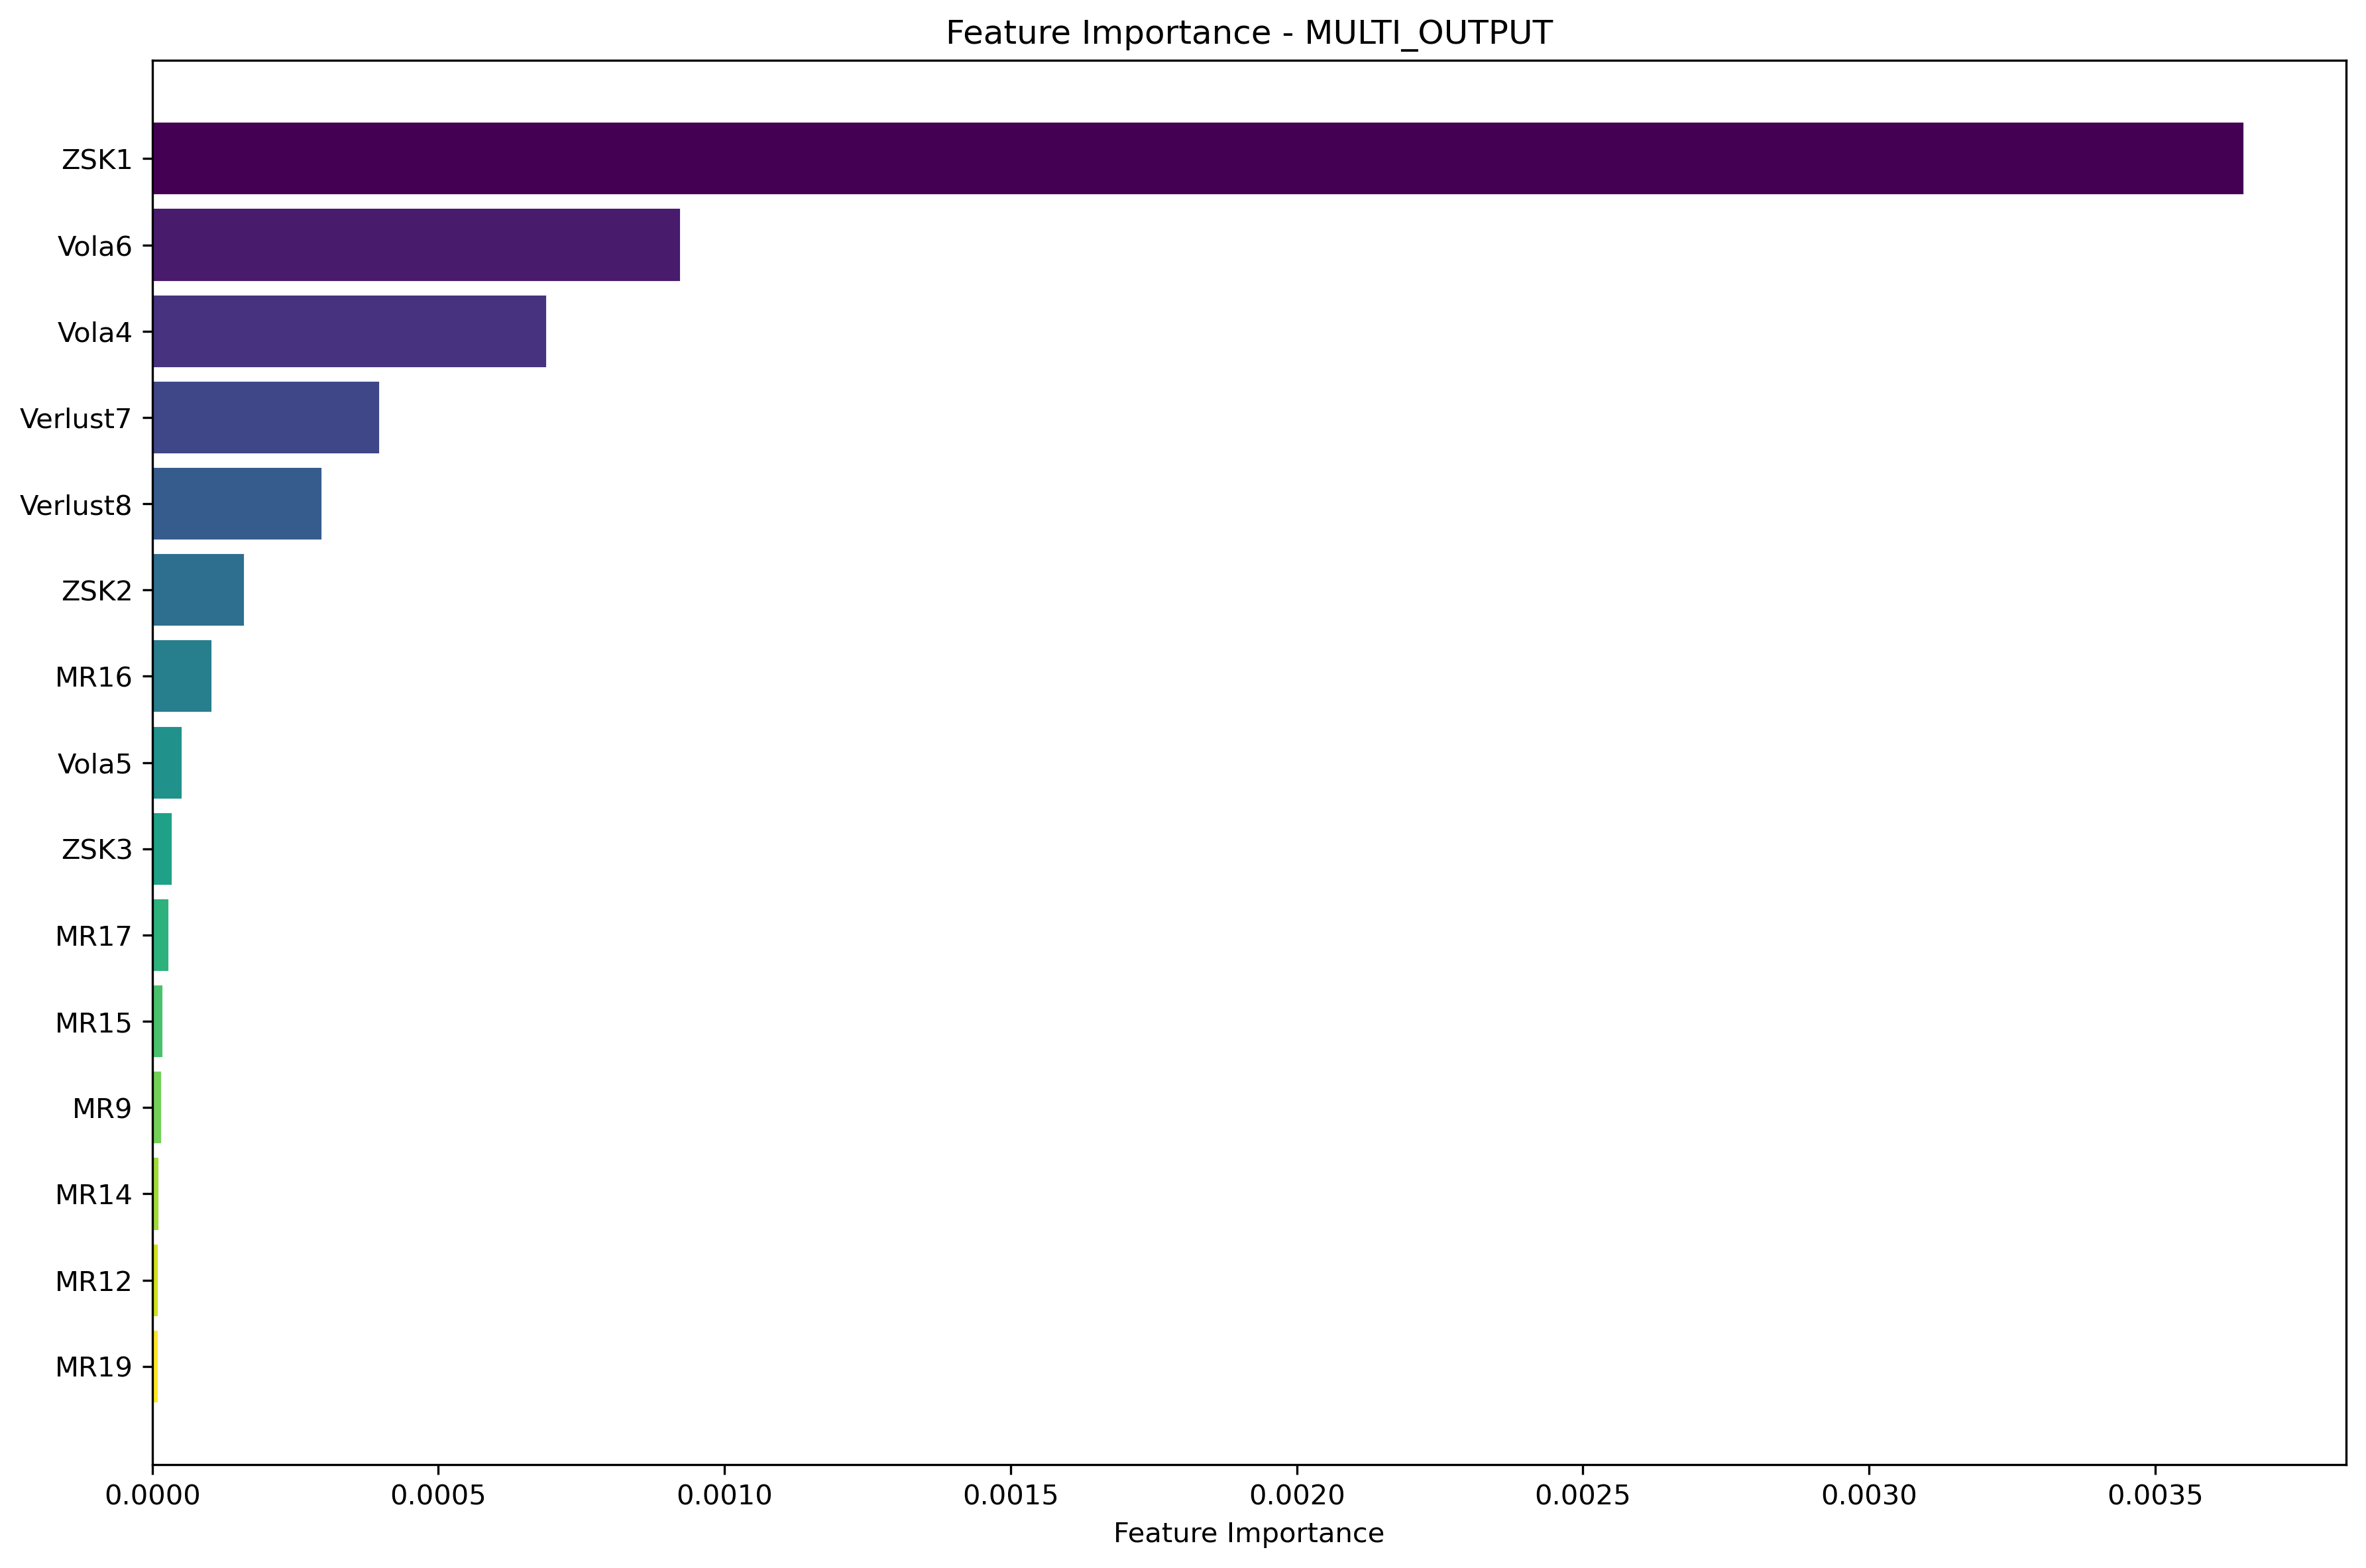 Feature Importance - MULTI_OUTPUT
ZSK1
Vola6
Vola4
Verlust7
Verlust8
ZSK2
MR16
Vola5
ZSK3
MR17
MR15
MR9
MR14
MR12
MR19
0.0000 0.0005 0.0010 0.0015 0.0020 0.0025 0.0030 0.0035
Feature Importance